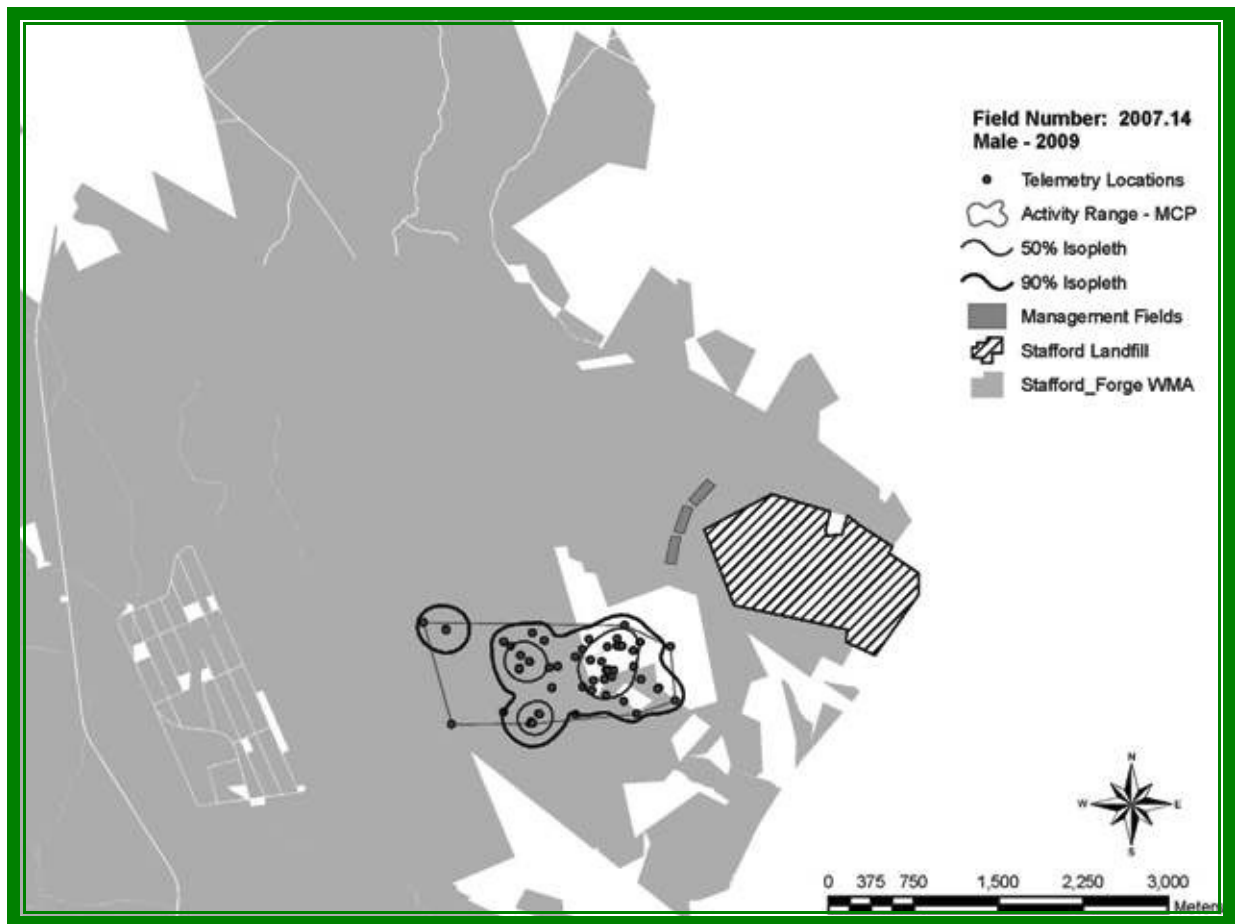 Field Number: 2007.14
Male - 2009
Telemetry Locations
Activity Range - MCP
50% Isopleth
90% Isopleth
Management Fields
Stafford Landfill
Stafford_Forge WMA
N
W E
S
0 375 750 1,500 2,250 3,000
Meters